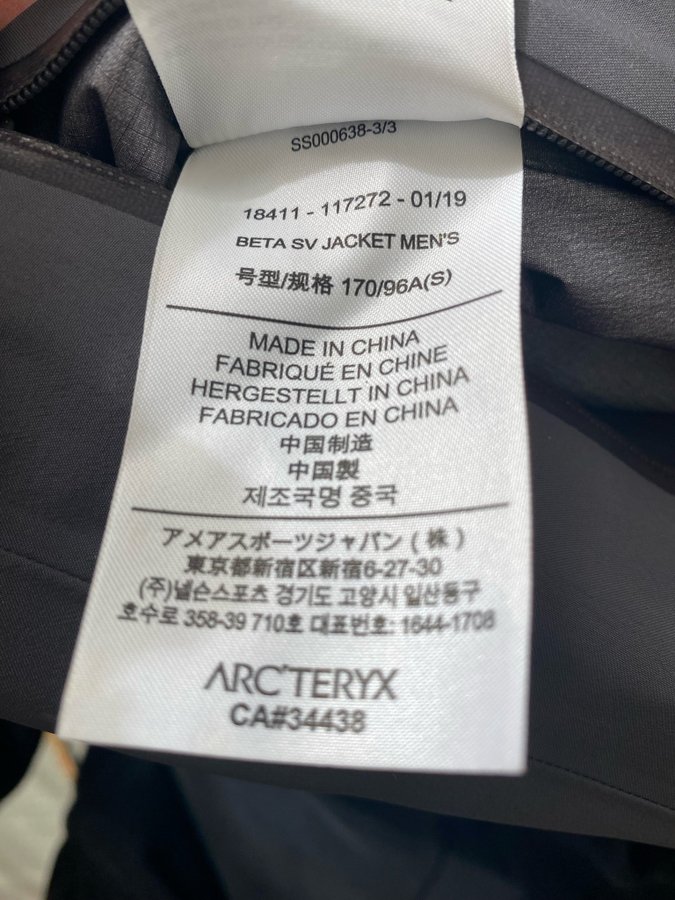 SS000638-3/3
18411 - 117272 - 01/19
BETA SV JACKET MEN'S
号型/规格 170/96A(S)
MADE IN CHINA
FABRIQUÉ EN CHINE
HERGESTELLT IN CHINA
FABRICADO EN CHINA
中国制造
中国製
제조국명 중국
アメアスポーツジャパン(株)
東京都新宿区新宿6-27-30
(주)넬슨스포츠 경기도 고양시 일산동구
호수로 358-39 710호 대표번호: 1644-1708
ARC'TERYX
CA#34438